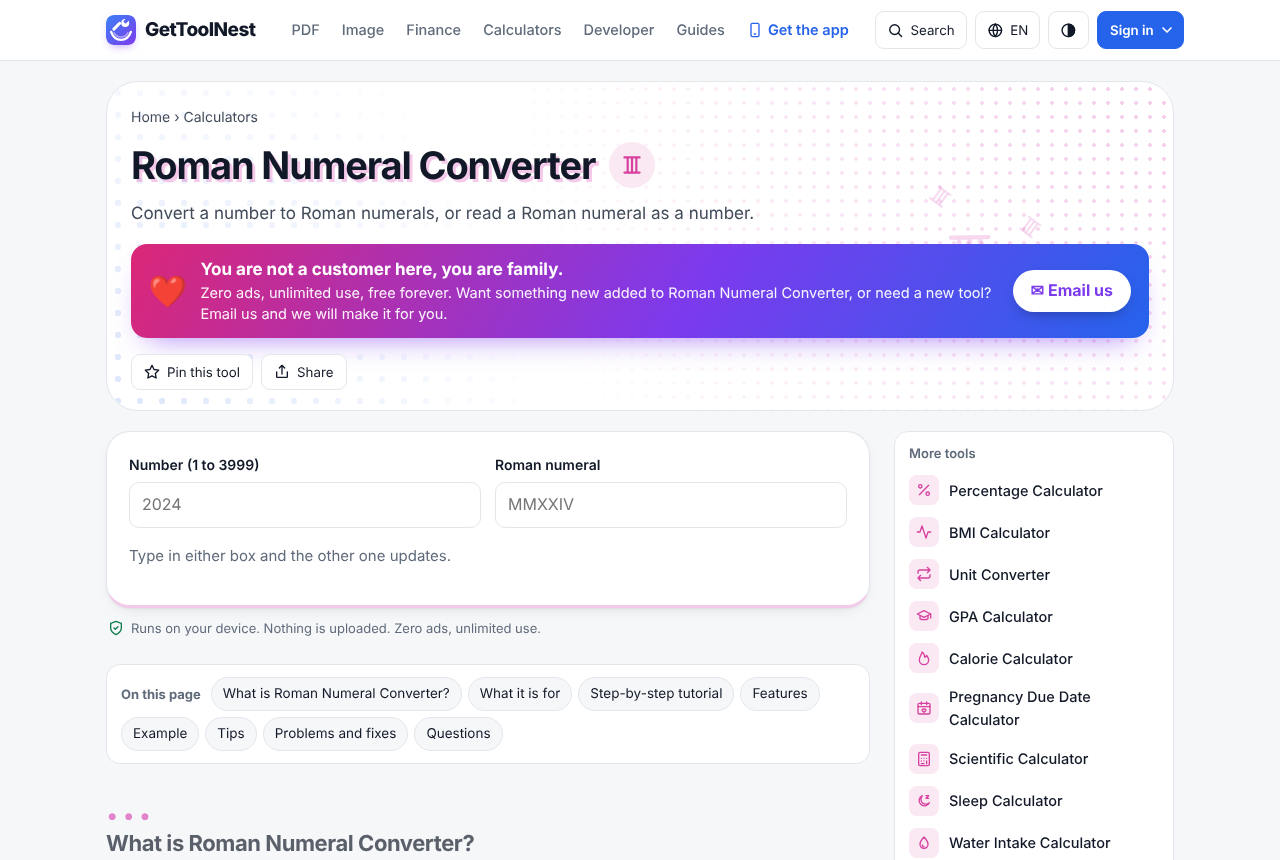 GetToolNest
PDF
Image
Finance
Calculators
Developer
Guides
Get the app
Search
EN
Sign in
Home › Calculators
Roman Numeral Converter
Convert a number to Roman numerals, or read a Roman numeral as a number.
You are not a customer here, you are family.
Zero ads, unlimited use, free forever. Want something new added to Roman Numeral Converter, or need a new tool?
Email us and we will make it for you.
✉ Email us
Pin this tool
Share
Number (1 to 3999)
Roman numeral
2024
MMXXIV
Type in either box and the other one updates.
Runs on your device. Nothing is uploaded. Zero ads, unlimited use.
On this page
What is Roman Numeral Converter?
What it is for
Step-by-step tutorial
Features
Example
Tips
Problems and fixes
Questions
What is Roman Numeral Converter?
More tools
Percentage Calculator
BMI Calculator
Unit Converter
GPA Calculator
Calorie Calculator
Pregnancy Due Date
Calculator
Scientific Calculator
Sleep Calculator
Water Intake Calculator